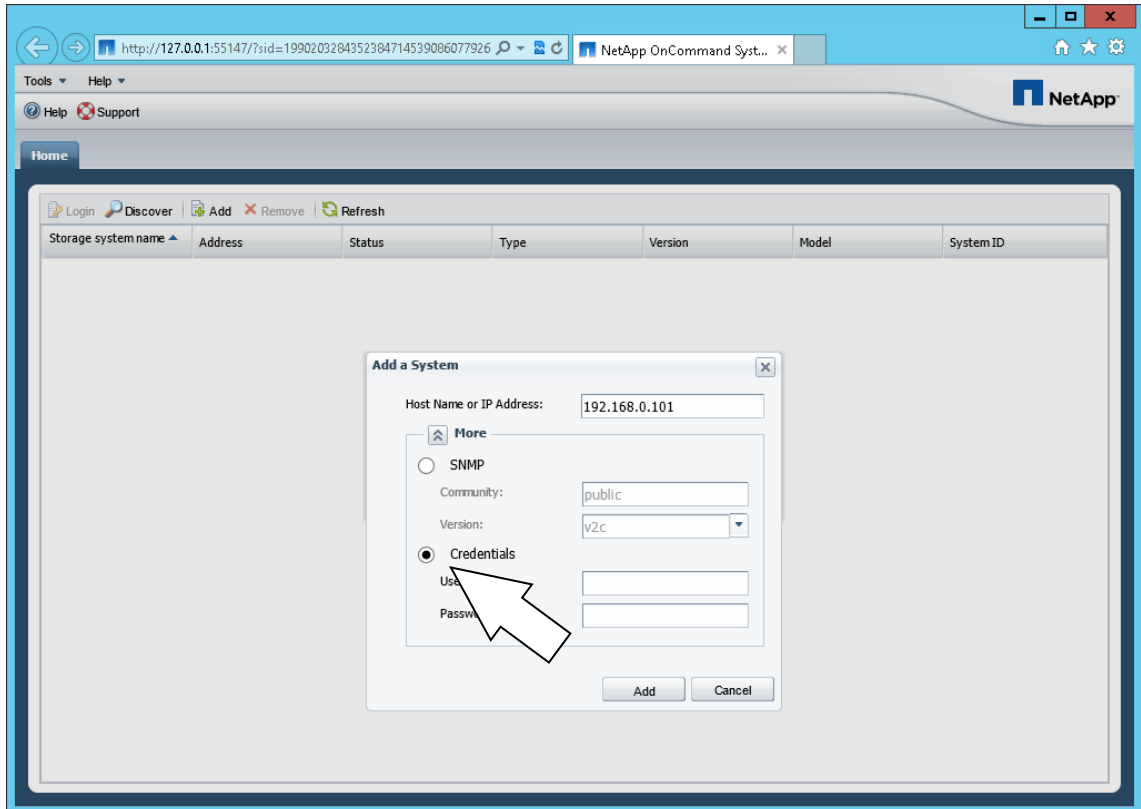 http://127.0.0.1:55147/?sid=1990203284352384714539086077926
NetApp OnCommand Syst...
Tools Help
Help Support
NetApp
Home
Login Discover Add Remove Refresh
Storage system name Address Status Type Version Model System ID
Add a System
Host Name or IP Address: 192.168.0.101
More
SNMP
Community: public
Version: v2c
Credentials
Add Cancel